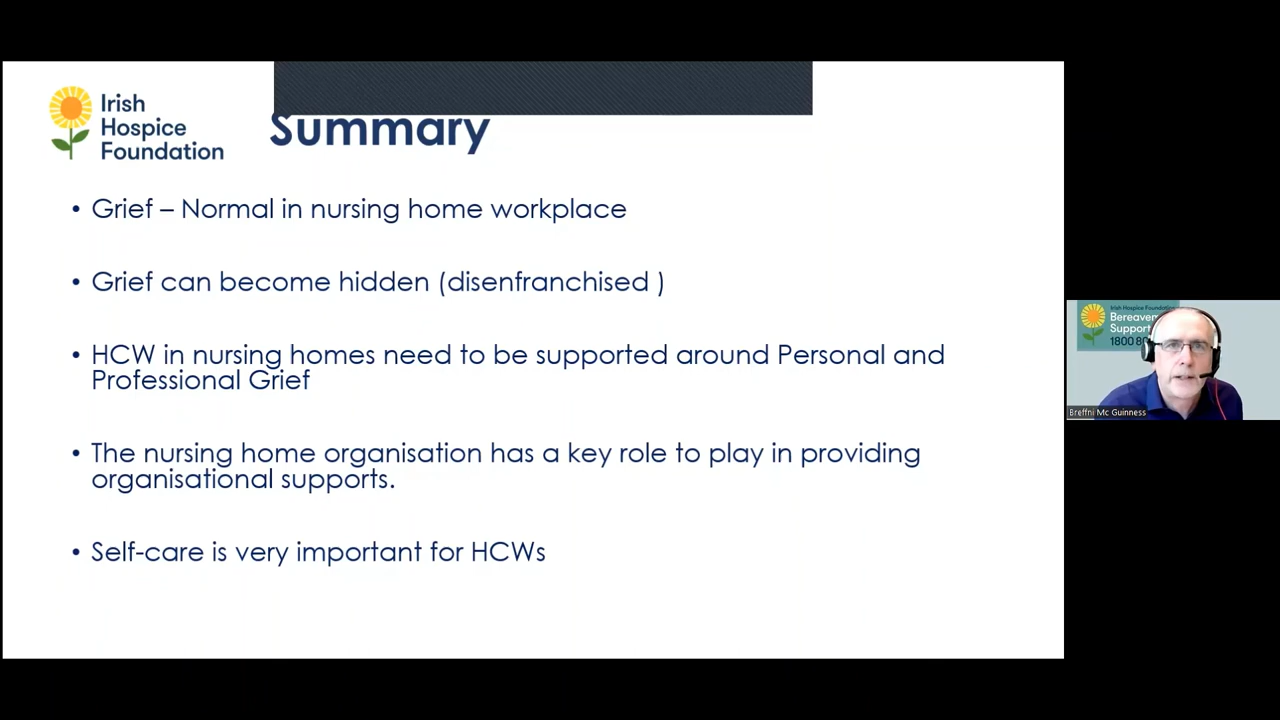 Irish
Hospice
Foundation
Summary
• Grief – Normal in nursing home workplace
• Grief can become hidden (disenfranchised )
• HCW in nursing homes need to be supported around Personal and
Professional Grief
• The nursing home organisation has a key role to play in providing
organisational supports.
• Self-care is very important for HCWs
Irish Hospice Foundation
Support
1800
Breffni Mc Guinness